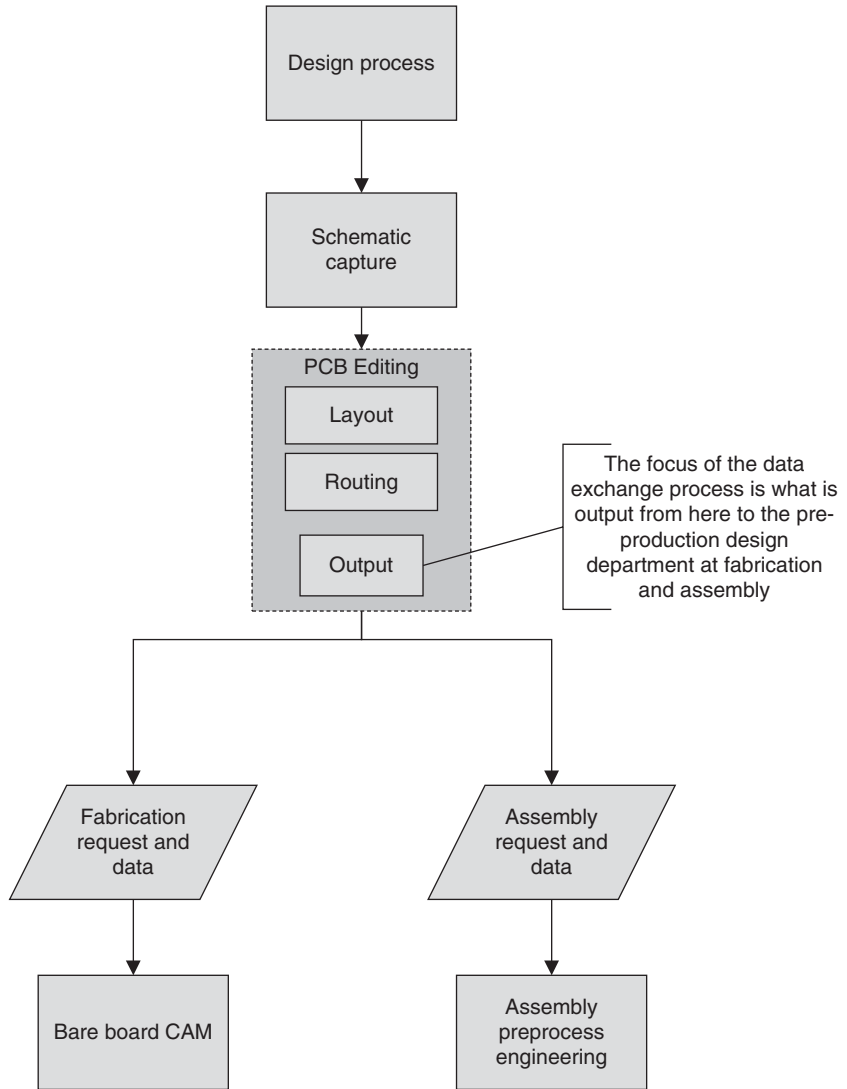 Design process
Schematic
capture
PCB Editing
Layout
Routing
Output
The focus of the data
exchange process is what is
output from here to the pre-
production design
department at fabrication
and assembly
Fabrication
request and
data
Assembly
request and
data
Bare board CAM
Assembly
preprocess
engineering